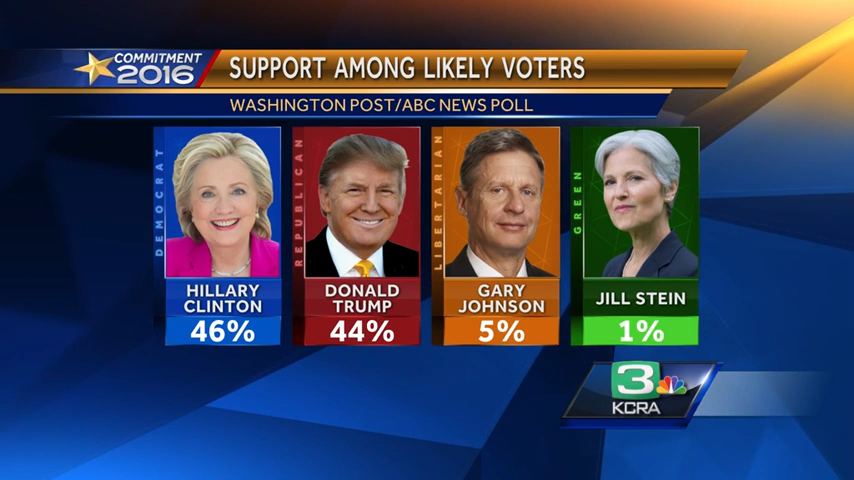 COMMITMENT
2016
SUPPORT AMONG LIKELY VOTERS
WASHINGTON POST/ABC NEWS POLL
DEMOCRAT
HILLARY
CLINTON
46%
REPUBLICAN
DONALD
TRUMP
44%
LIBERTARIAN
GARY
JOHNSON
5%
GREEN
JILL STEIN
1%
3
KCRA